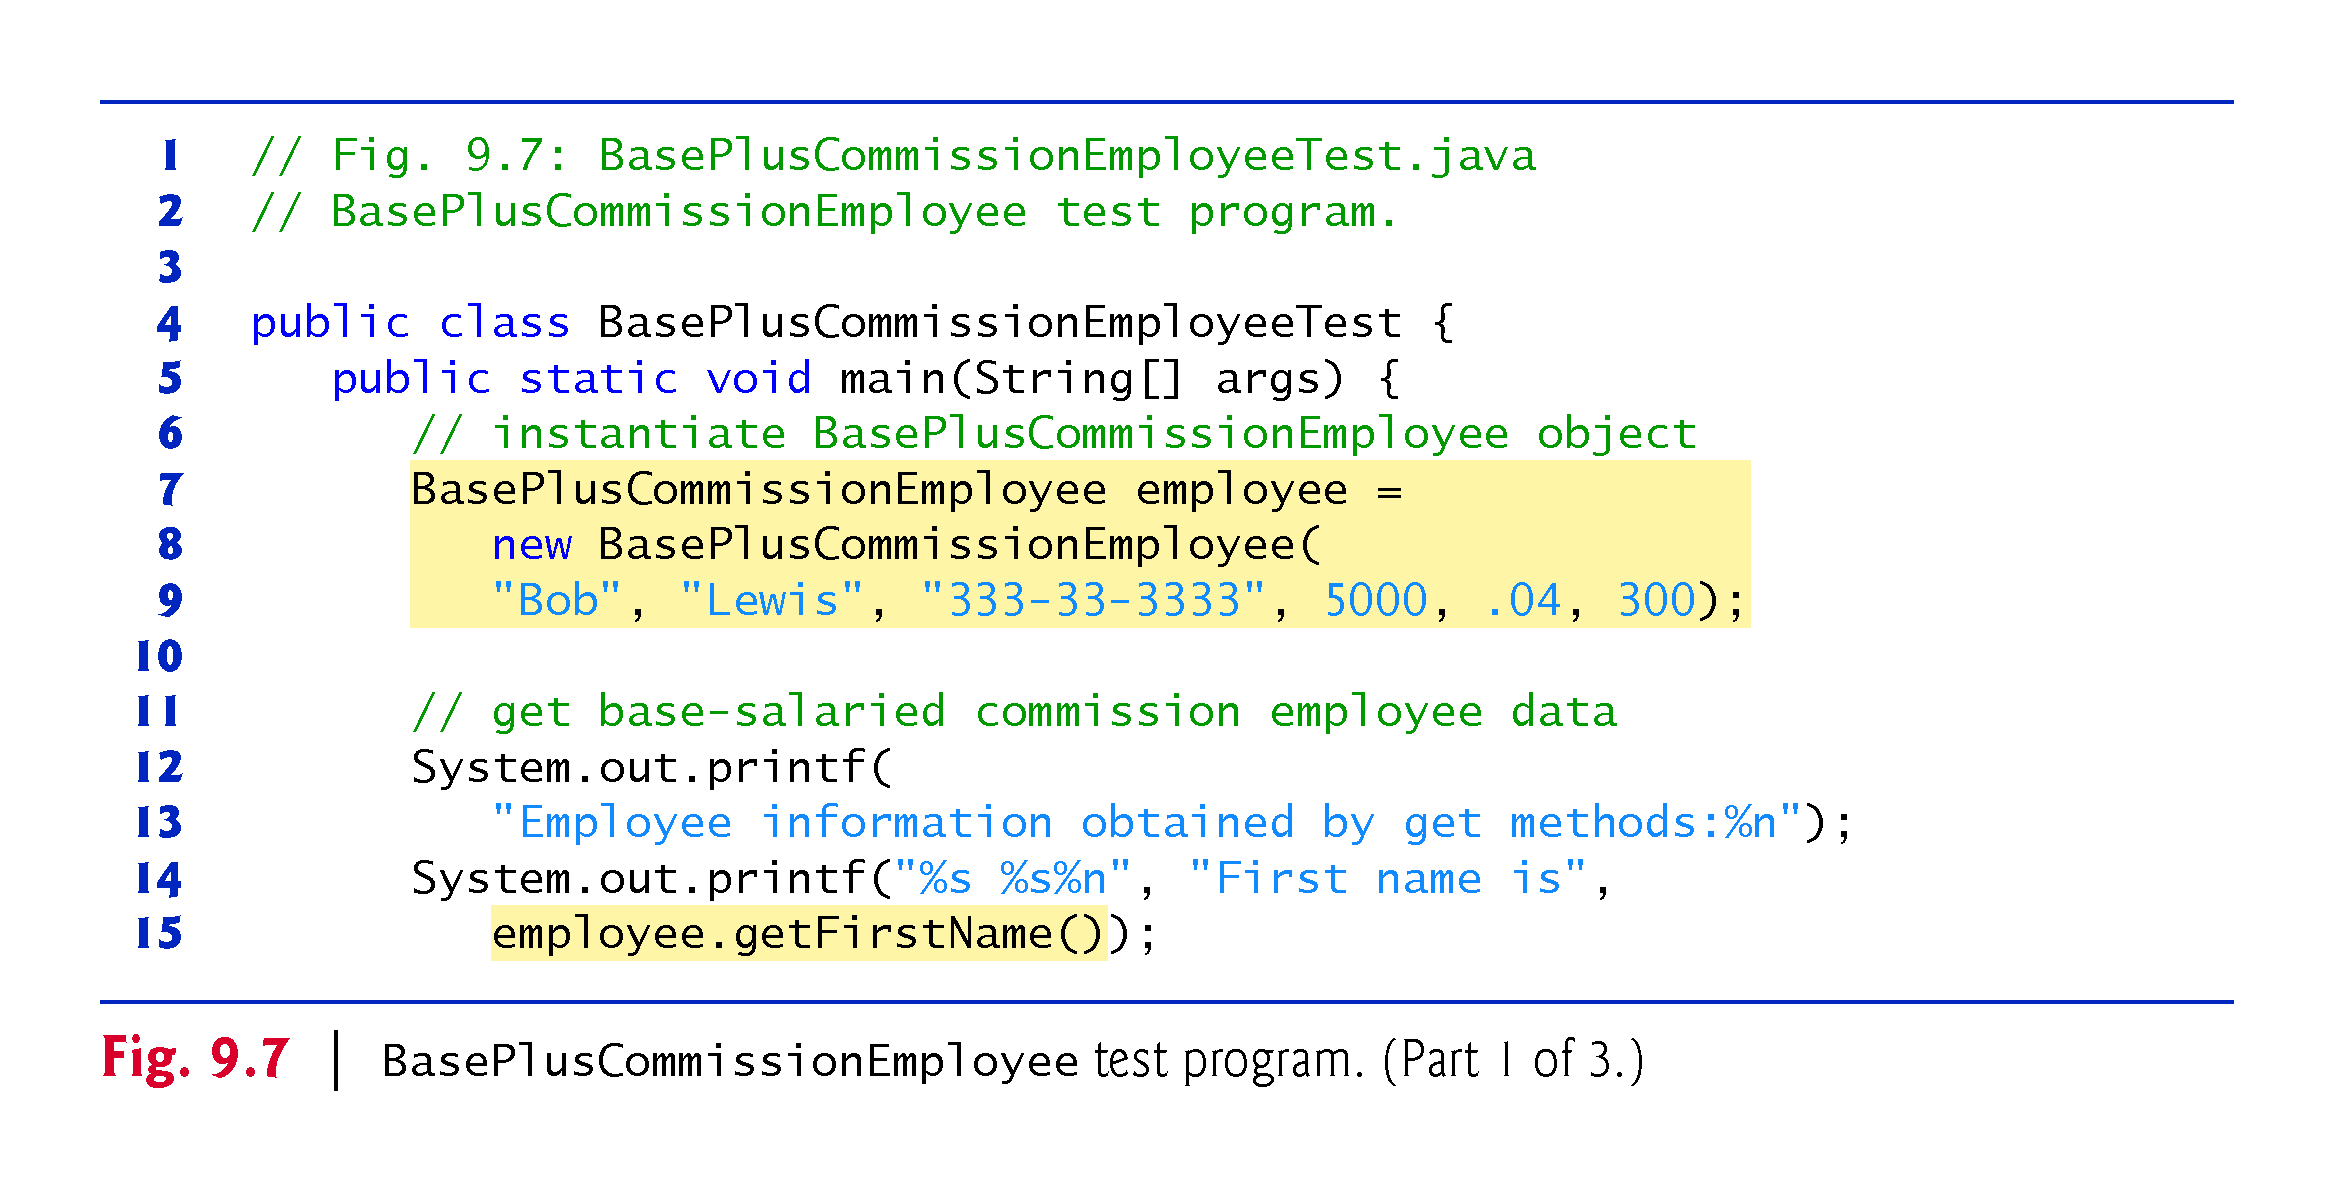 1 // Fig. 9.7: BasePlusCommissionEmployeeTest.java
2 // BasePlusCommissionEmployee test program.
3
4 public class BasePlusCommissionEmployeeTest {
5    public static void main(String[] args) {
6       // instantiate BasePlusCommissionEmployee object
7       BasePlusCommissionEmployee employee =
8          new BasePlusCommissionEmployee(
9          "Bob", "Lewis", "333-33-3333", 5000, .04, 300);
10
11       // get base-salaried commission employee data
12       System.out.printf(
13          "Employee information obtained by get methods:%n");
14       System.out.printf("%s %s%n", "First name is",
15          employee.getFirstName());
Fig. 9.7 | BasePlusCommissionEmployee test program. (Part 1 of 3.)